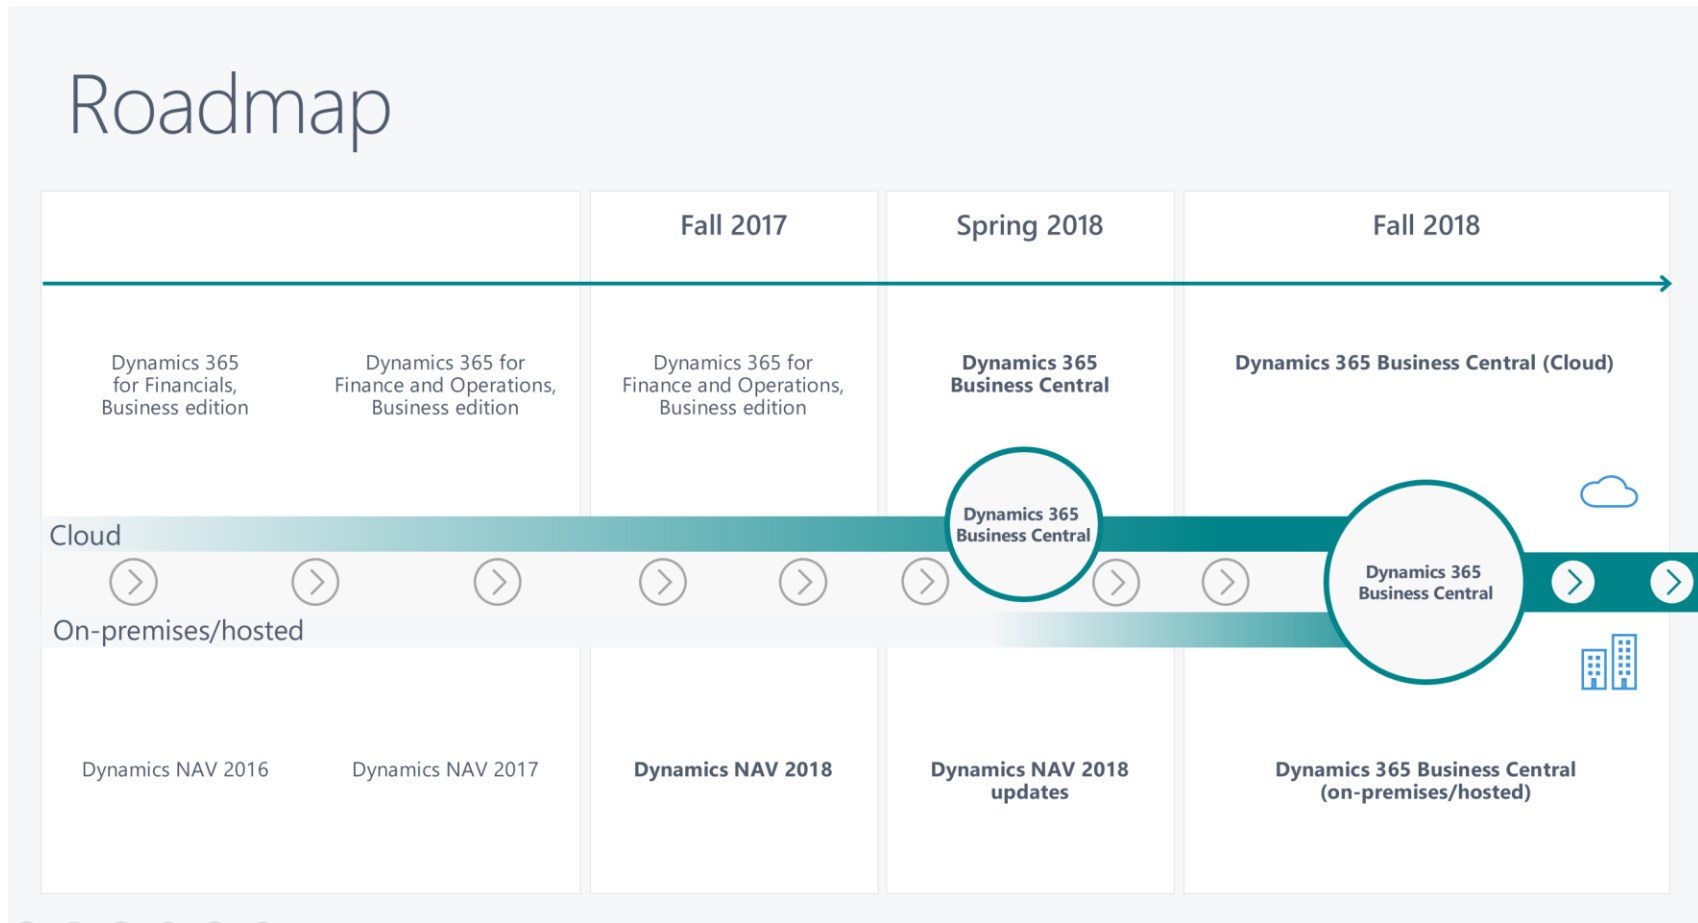 Roadmap
Fall 2017
Spring 2018
Fall 2018
Dynamics 365
for Financials,
Business edition
Dynamics 365 for
Finance and Operations,
Business edition
Dynamics 365 for
Finance and Operations,
Business edition
Dynamics 365
Business Central
Dynamics 365 Business Central (Cloud)
Cloud
Dynamics 365
Business Central
Dynamics 365
Business Central
On-premises/hosted
Dynamics NAV 2016
Dynamics NAV 2017
Dynamics NAV 2018
Dynamics NAV 2018
updates
Dynamics 365 Business Central
(on-premises/hosted)